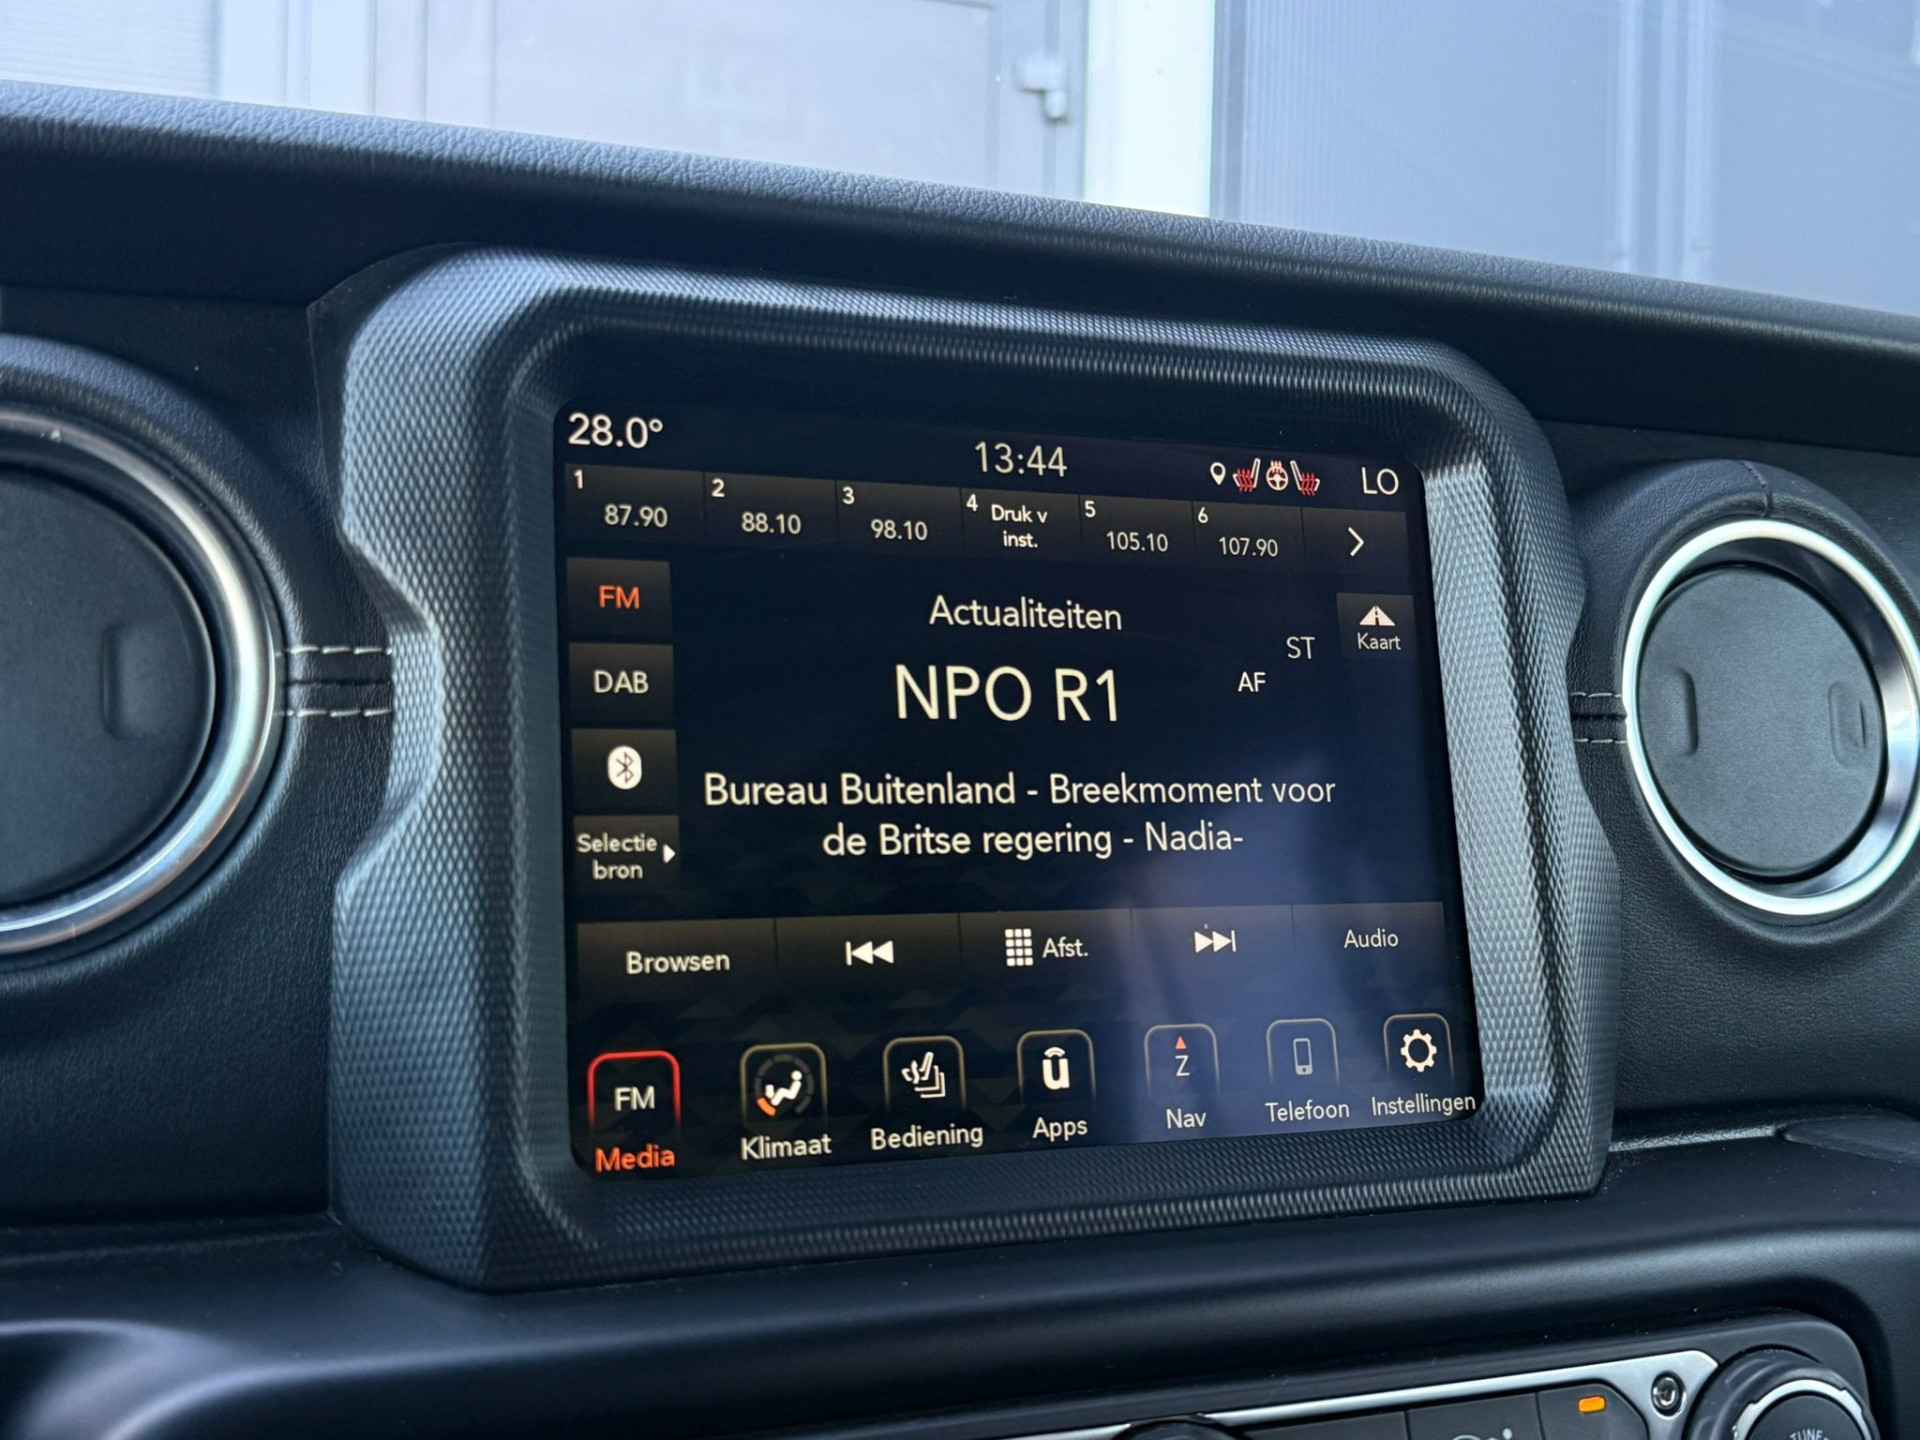 28.0°
13:44
LO
1
87.90
2
88.10
3
98.10
4
Druk v
inst.
5
105.10
6
107.90
FM
DAB
Selectie
bron
Actualiteiten
NPO R1
ST
AF
Kaart
Bureau Buitenland - Breekmoment voor
de Britse regering - Nadia-
Browsen
Afst.
Audio
FM
Media
Klimaat
Bediening
ū
Apps
Z
Nav
Telefoon
Instellingen